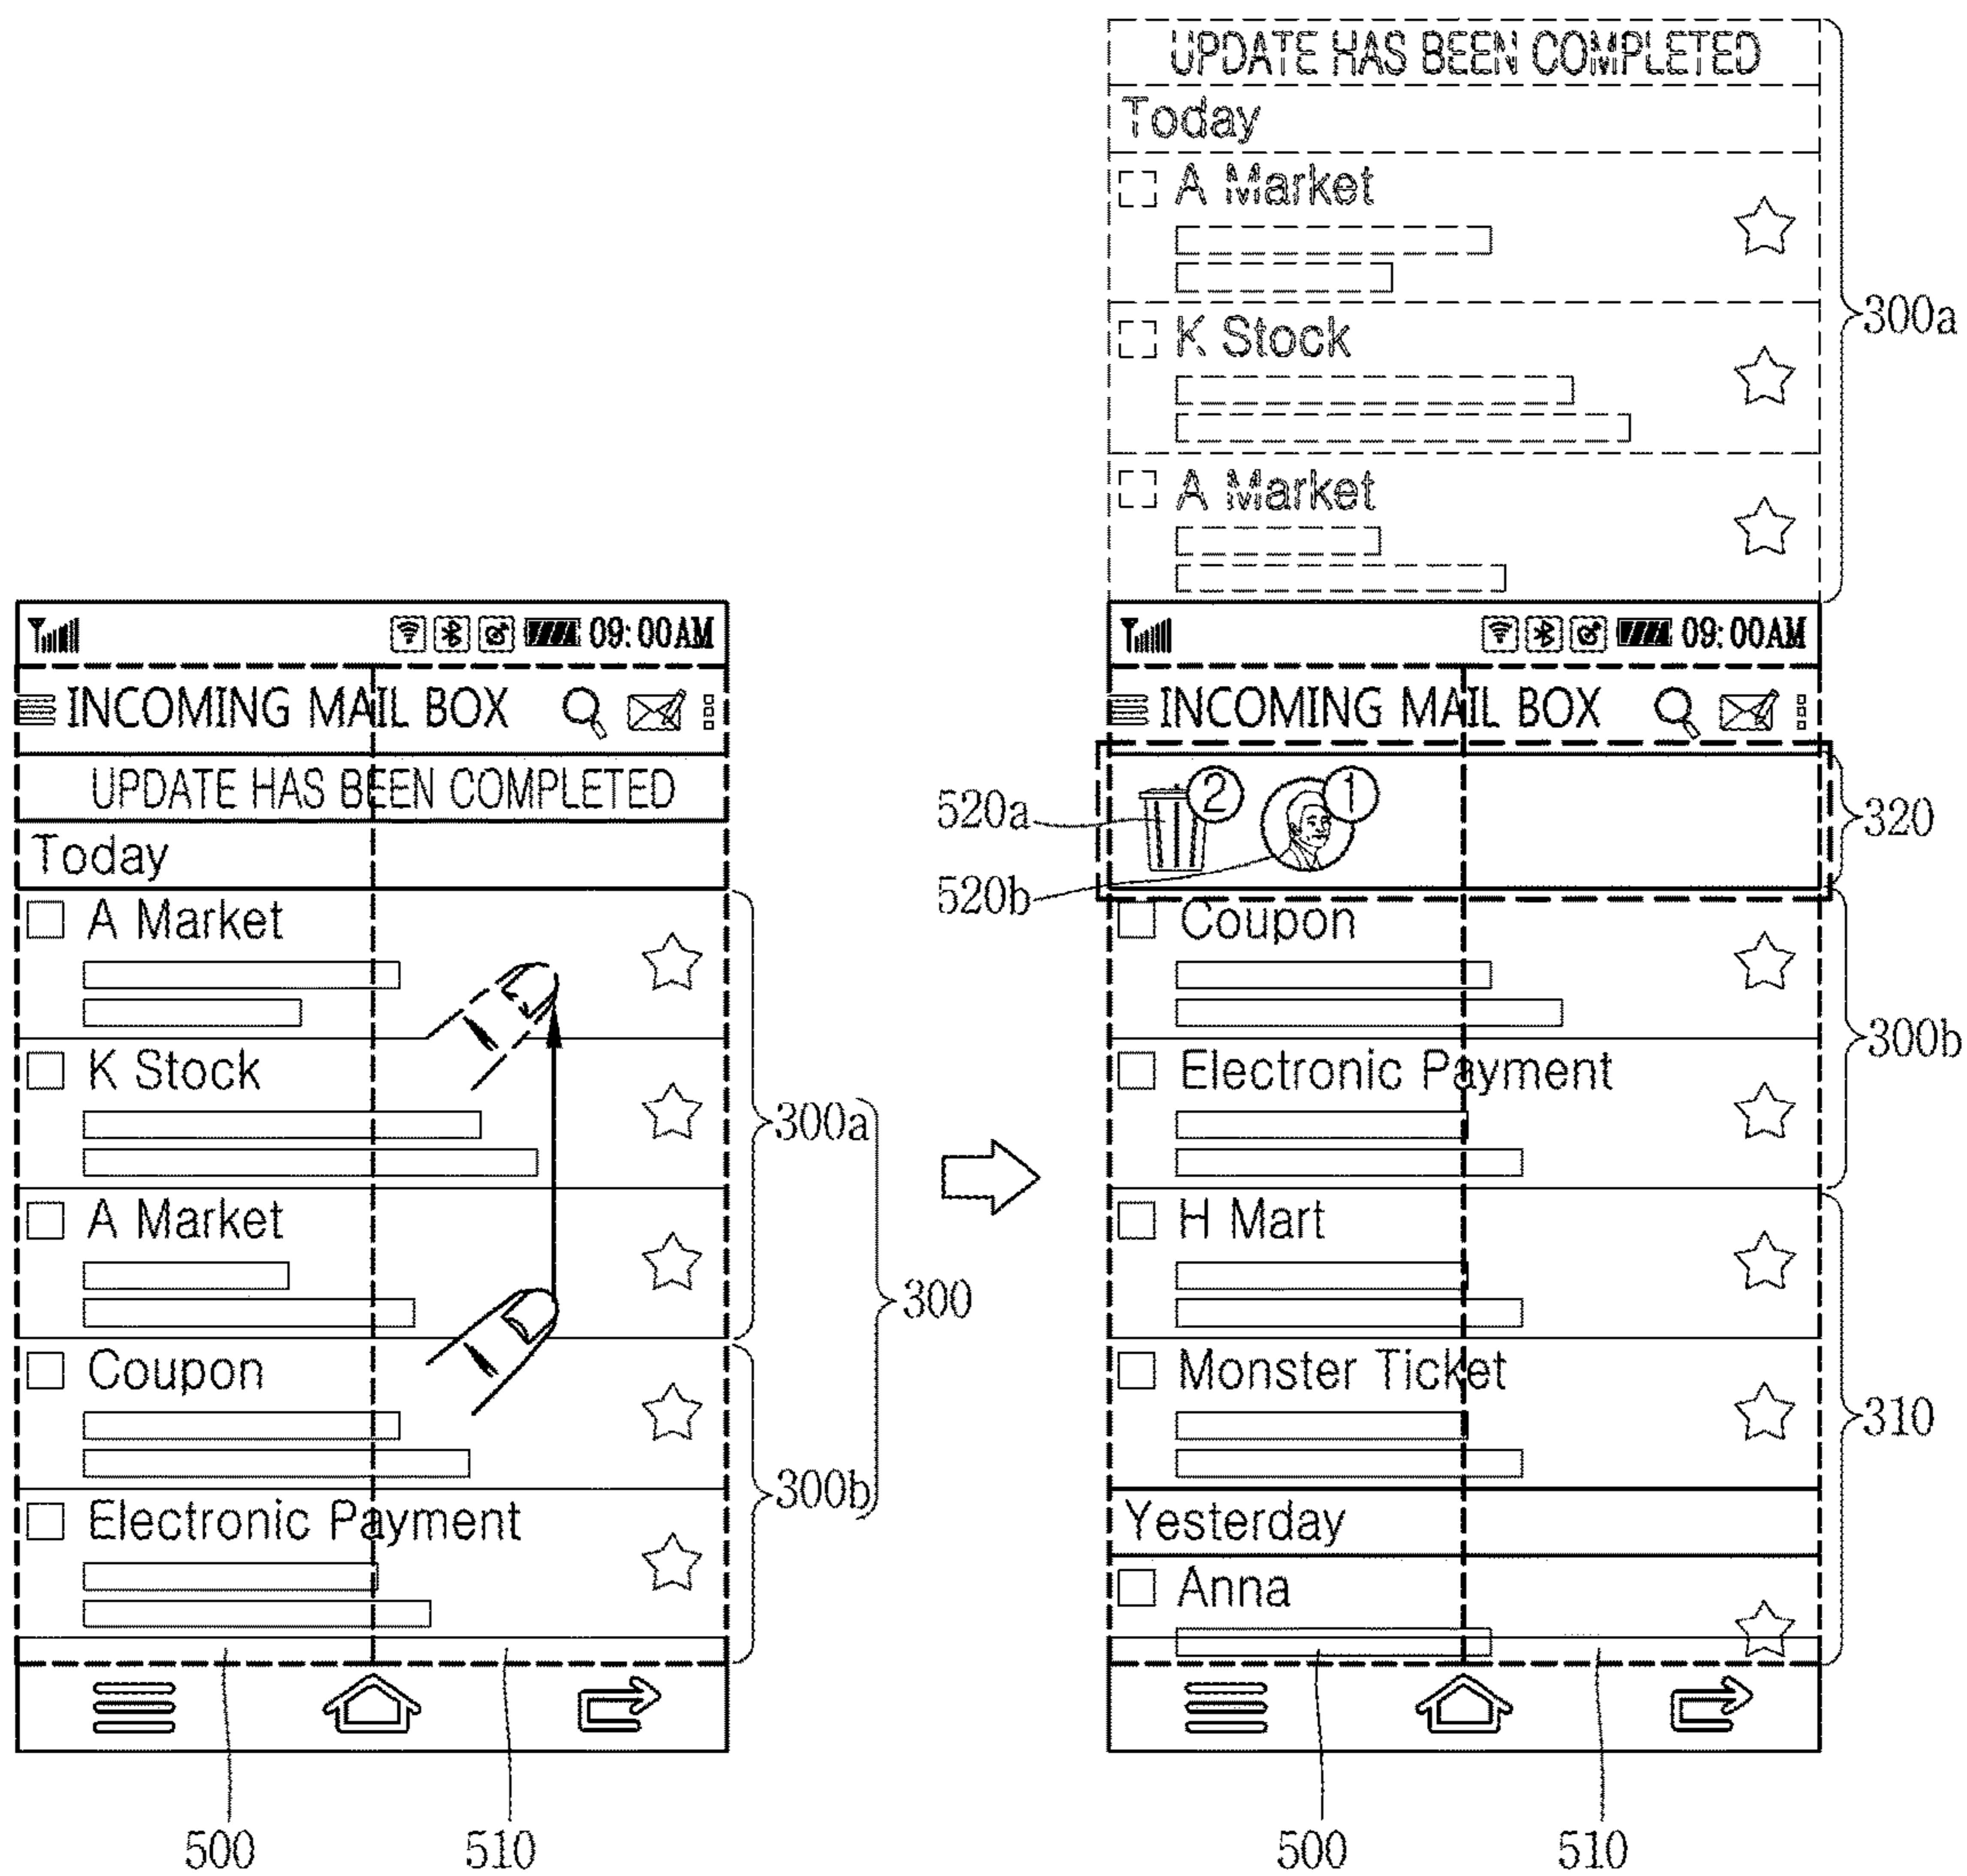 UPDATE HAS BEEN COMPLETED
Today
A Market
K Stock
A Market
300a
09:00AM
INCOMING MAIL BOX
UPDATE HAS BEEN COMPLETED
Today
A Market
K Stock
A Market
Coupon
Electronic Payment
300a
300b
300
500
510
09:00AM
INCOMING MAIL BOX
2
1
520a
520b
320
Coupon
Electronic Payment
300b
H Mart
Monster Ticket
310
Yesterday
Anna
500
510